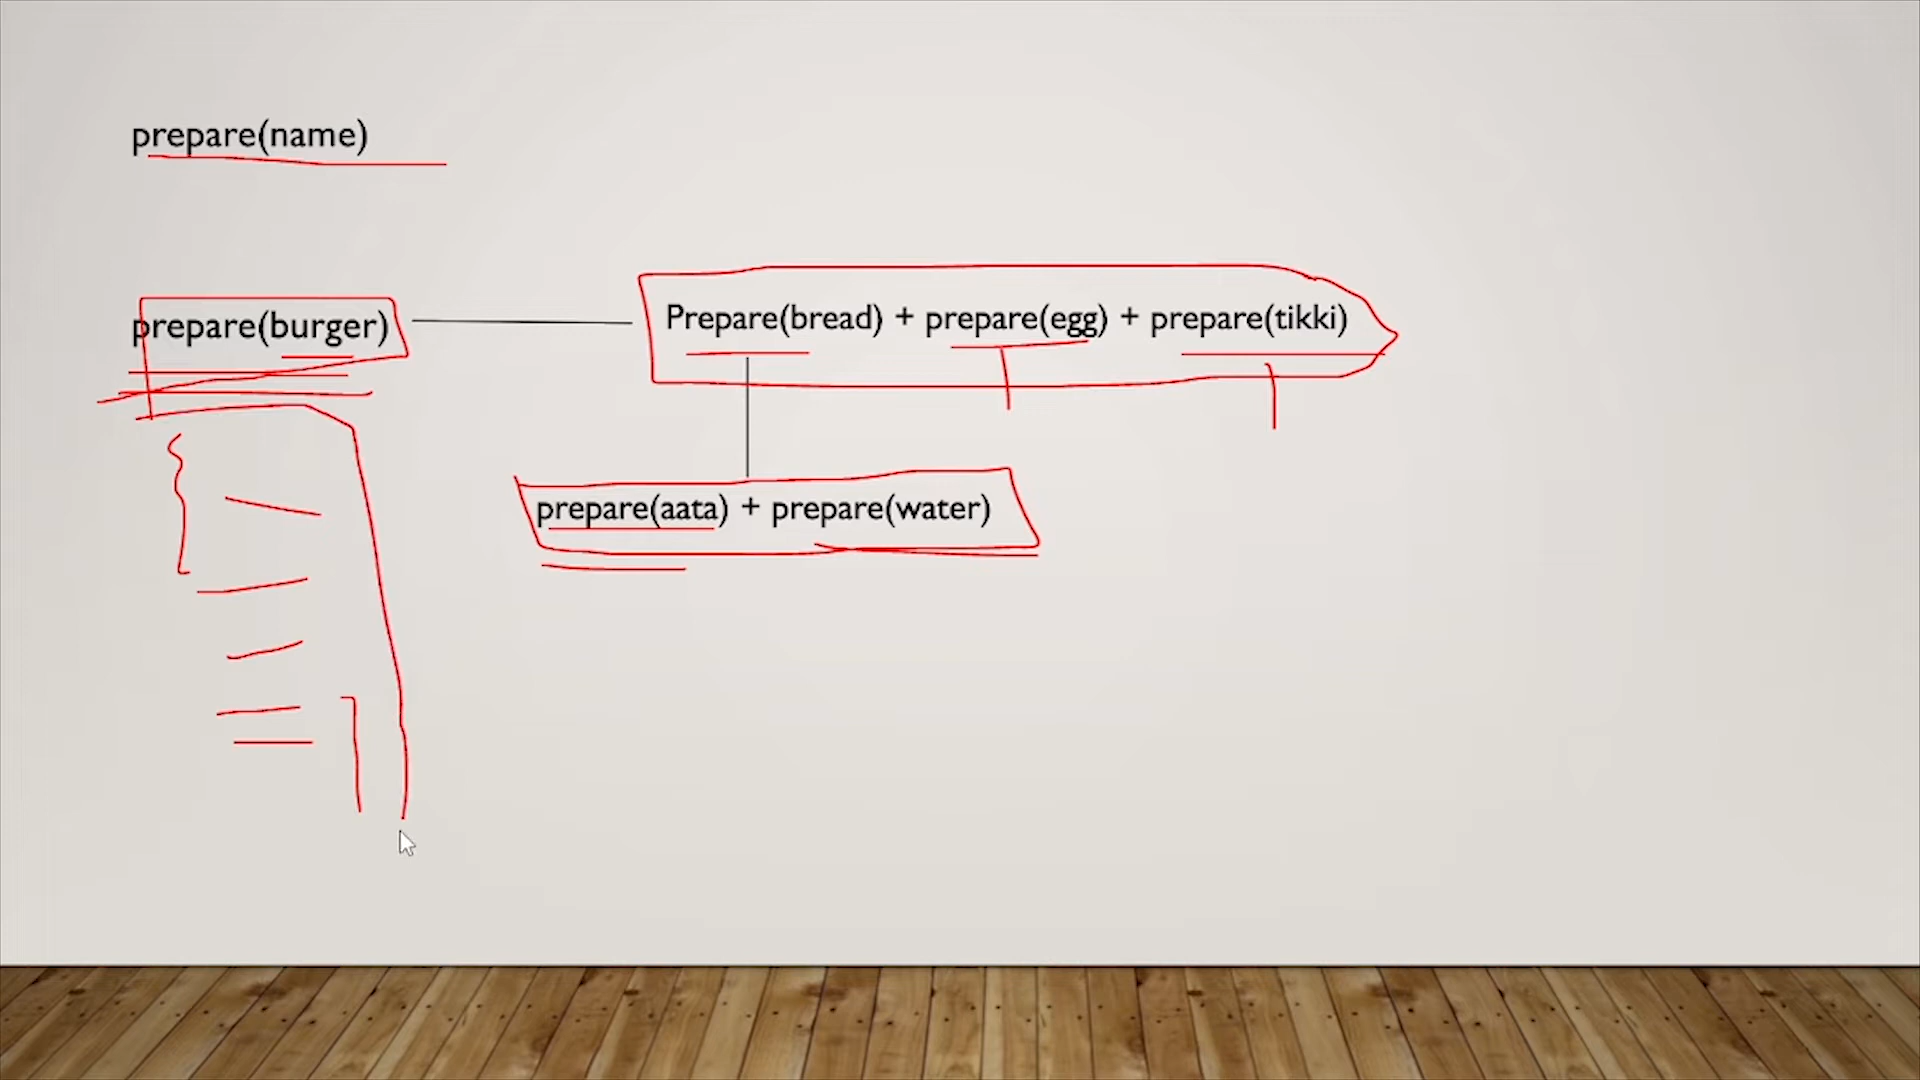 prepare(name)
prepare(burger)
Prepare(bread) + prepare(egg) + prepare(tikki)
prepare(aata) + prepare(water)